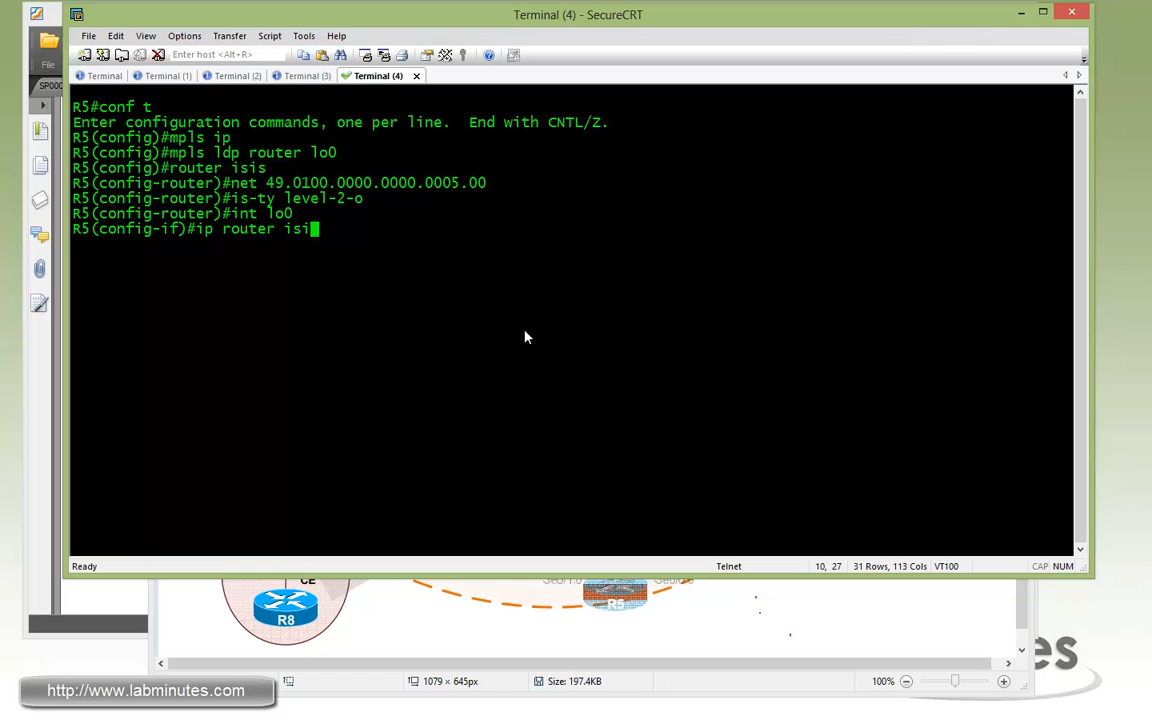 Terminal (4) - SecureCRT
File Edit View Options Transfer Script Tools Help
Enter host <Alt+R>
File
Terminal Terminal (1) Terminal (2) Terminal (3) Terminal (4)
SP000
R5#conf t
Enter configuration commands, one per line.  End with CNTL/Z.
R5(config)#mpls ip
R5(config)#mpls ldp router lo0
R5(config)#router isis
R5(config-router)#net 49.0100.0000.0000.0005.00
R5(config-router)#is-ty level-2-o
R5(config-router)#int lo0
R5(config-if)#ip router isi
Ready Telnet 10, 27 31 Rows, 113 Cols VT100 CAP NUM
CE
R5
R8
es
http://www.labminutes.com
1079 × 645px Size: 197.4KB 100%